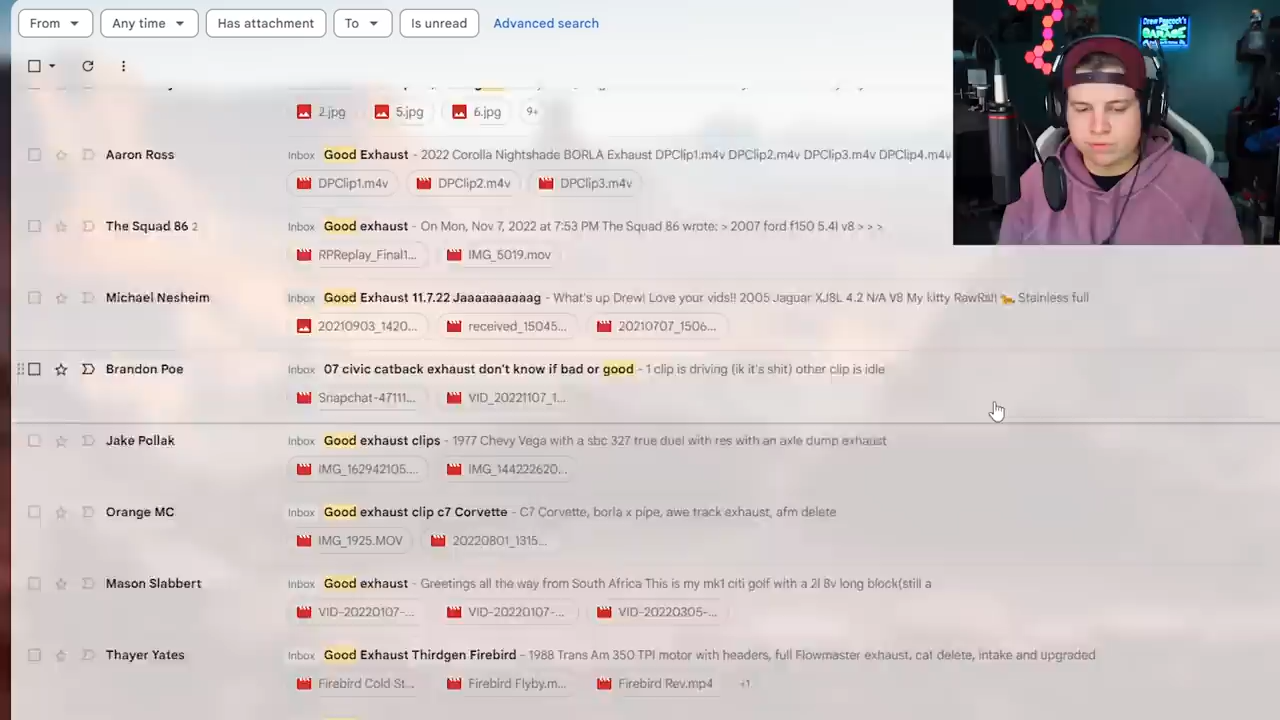 From Any time Has attachment To Is unread Advanced search
Drew Peacock's
GARAGE
2.jpg 5.jpg 6.jpg 9+
Aaron Ross Inbox Good Exhaust - 2022 Corolla Nightshade BORLA Exhaust DPClip1.m4v DPClip2.m4v DPClip3.m4v DPClip4.m4v
DPClip1.m4v DPClip2.m4v DPClip3.m4v
The Squad 86 2 Inbox Good exhaust - On Mon, Nov 7, 2022 at 7:53 PM The Squad 86 wrote: > 2007 ford f150 5.4l v8 > > >
RPReplay_Final1... IMG_5019.mov
Michael Nesheim Inbox Good Exhaust 11.7.22 Jaaaaaaaaaag - What's up Drew! Love your vids!! 2005 Jaguar XJ8L 4.2 N/A V8 My kitty RawRs!! 🐆 Stainless full
20210903_1420... received_15045... 20210707_1506...
Brandon Poe Inbox 07 civic catback exhaust don't know if bad or good - 1 clip is driving (ik it's shit) other clip is idle
Snapchat-47111... VID_20221107_1...
Jake Pollak Inbox Good exhaust clips - 1977 Chevy Vega with a sbc 327 true duel with res with an axle dump exhaust
IMG_162942105.... IMG_144222620...
Orange MC Inbox Good exhaust clip c7 Corvette - C7 Corvette, borla x pipe, awe track exhaust, afm delete
IMG_1925.MOV 20220801_1315...
Mason Slabbert Inbox Good exhaust - Greetings all the way from South Africa This is my mk1 citi golf with a 2l 8v long block(still a
VID-20220107-... VID-20220107-... VID-20220305-...
Thayer Yates Inbox Good Exhaust Thirdgen Firebird - 1988 Trans Am 350 TPI motor with headers, full Flowmaster exhaust, cat delete, intake and upgraded
Firebird Cold St... Firebird Flyby.m... Firebird Rev.mp4 +1